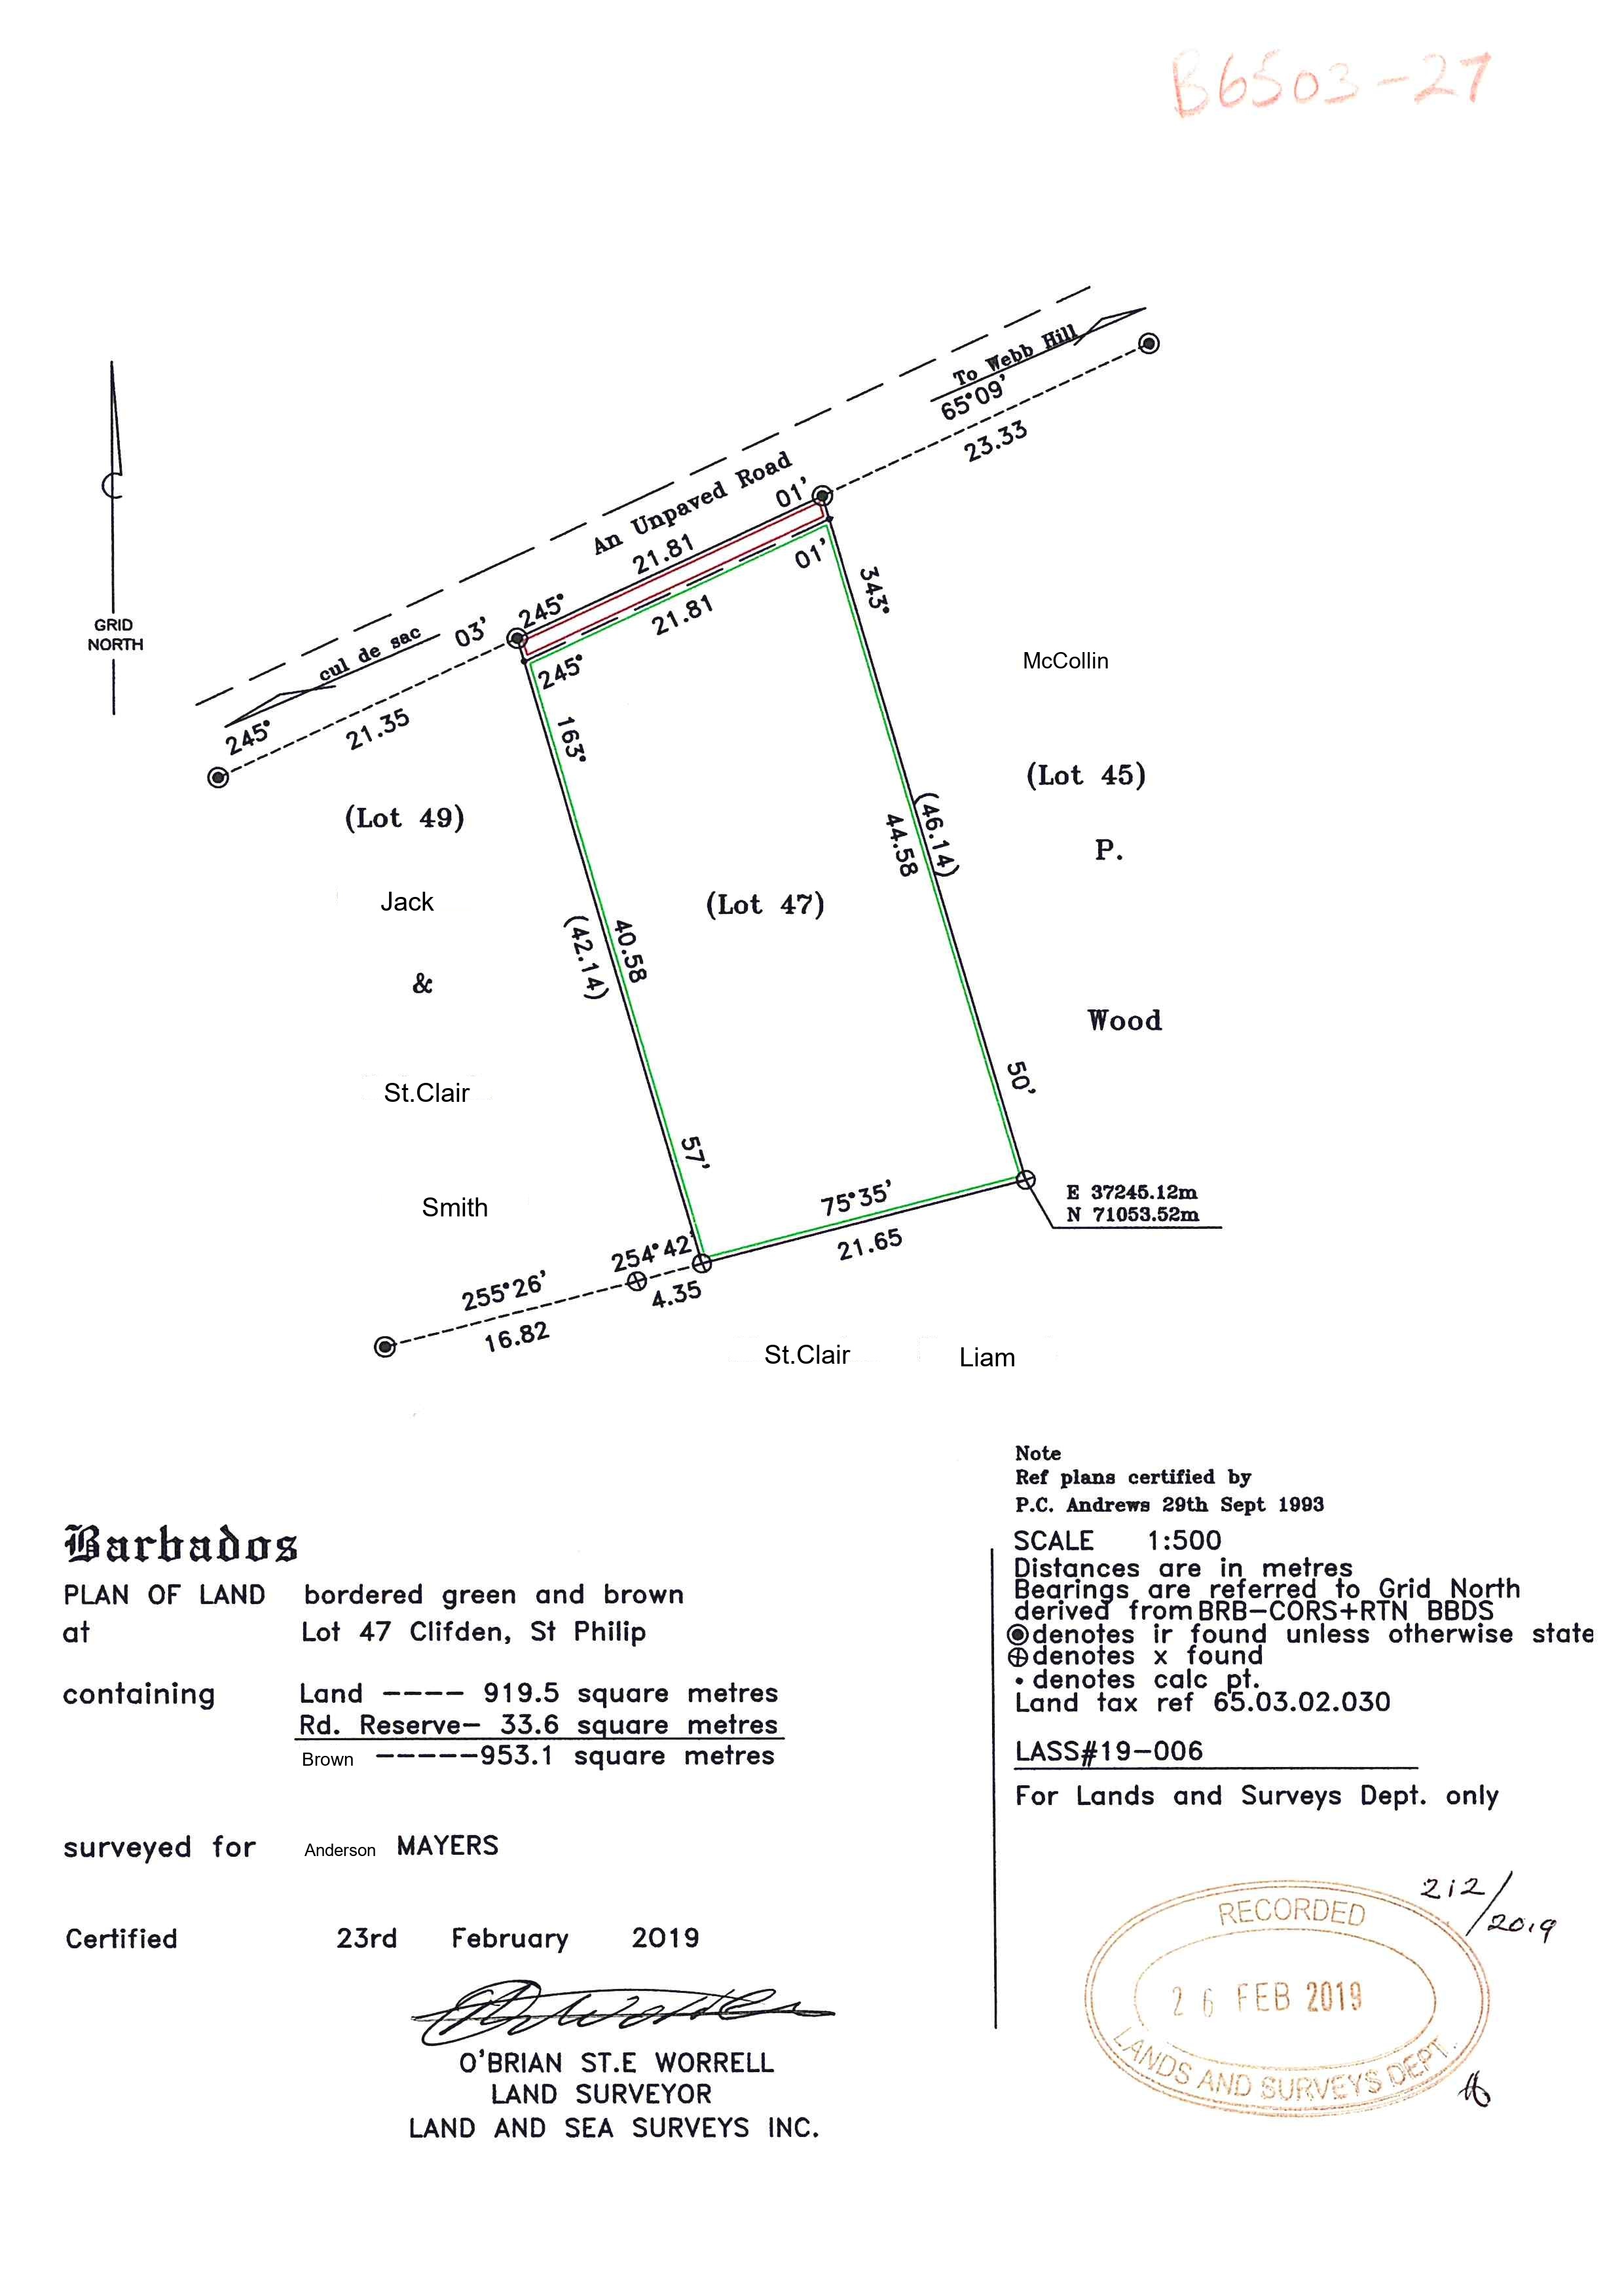 B6503-27
To Webb Hill
65°09'
23.33
An Unpaved Road
01'
21.81
245°
03'
cul de sac
245°
21.35
01'
21.81
245°
343°
163°
McCollin
(Lot 45)
P.
Wood
(Lot 49)
Jack
&
St.Clair
Smith
(Lot 47)
(46.14)
44.58
40.58
(42.14)
50'
57'
GRID
NORTH
75°35'
21.65
E 37245.12m
N 71053.52m
254°42'
4.35
255°26'
16.82
St.Clair Liam
Note
Ref plans certified by
P.C. Andrews 29th Sept 1993
SCALE 1:500
Distances are in metres
Bearings are referred to Grid North
derived from BRB-CORS+RTN BBDS
denotes ir found unless otherwise state
denotes x found
• denotes calc pt.
Land tax ref 65.03.02.030
LASS#19-006
For Lands and Surveys Dept. only
Barbados
PLAN OF LAND bordered green and brown
at Lot 47 Clifden, St Philip
containing Land ---- 919.5 square metres
Rd. Reserve- 33.6 square metres
Brown -----953.1 square metres
surveyed for Anderson MAYERS
Certified 23rd February 2019
O'BRIAN ST.E WORRELL
LAND SURVEYOR
LAND AND SEA SURVEYS INC.
212/2019
RECORDED
26 FEB 2019
LANDS AND SURVEYS DEPT.